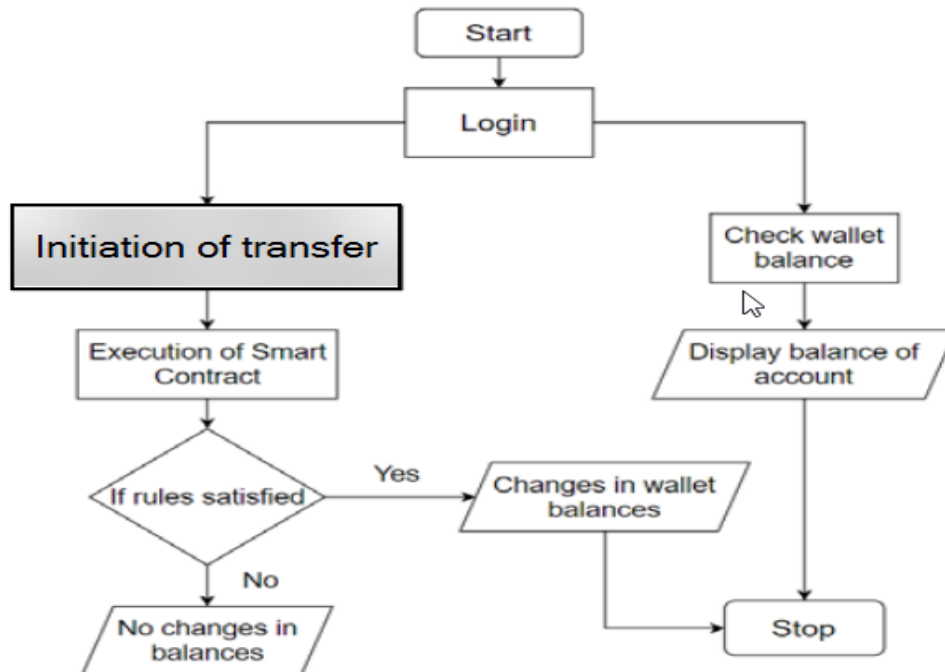 Start
Login
Initiation of transfer
Check wallet
balance
Execution of Smart
Contract
Display balance of
account
If rules satisfied
Yes
Changes in wallet
balances
No
No changes in
balances
Stop